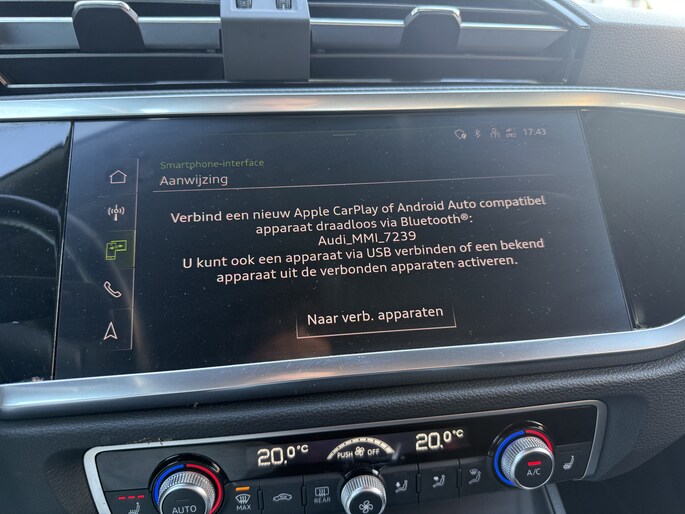 17.43
Smartphone-interface
Aanwijzing
Verbind een nieuw Apple CarPlay of Android Auto compatibel
apparaat draadloos via Bluetooth®:
Audi_MMI_7239
U kunt ook een apparaat via USB verbinden of een bekend
apparaat uit de verbonden apparaten activeren.
Naar verb. apparaten
20.0°C
PUSH OFF
20.0°C
AUTO
MAX
REAR
A/C